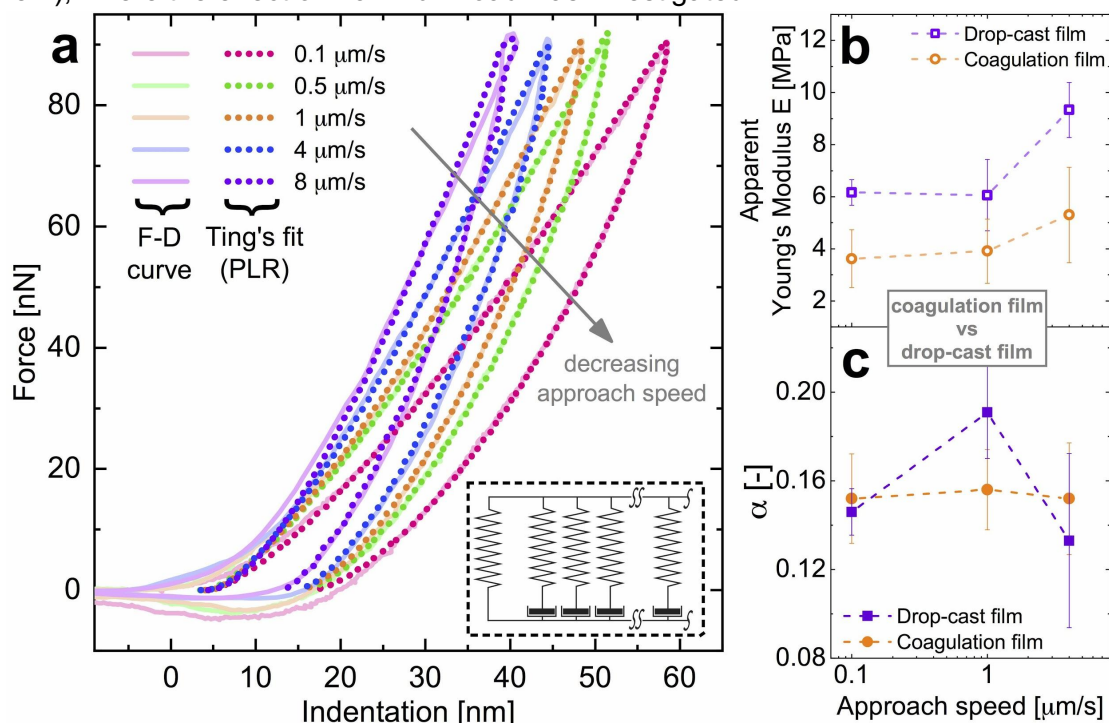 a
0.1 μm/s
0.5 μm/s
1 μm/s
4 μm/s
8 μm/s
F-D
curve
Ting's fit
(PLR)
decreasing
approach speed
Force [nN]
80
60
40
20
0
0 10 20 30 40 50 60
Indentation [nm]
b
Drop-cast film
Coagulation film
Apparent
Young's Modulus E [MPa]
12
10
8
6
4
2
coagulation film
vs
drop-cast film
c
α [-]
0.20
0.16
0.12
0.08
Drop-cast film
Coagulation film
0.1 1
Approach speed [μm/s]